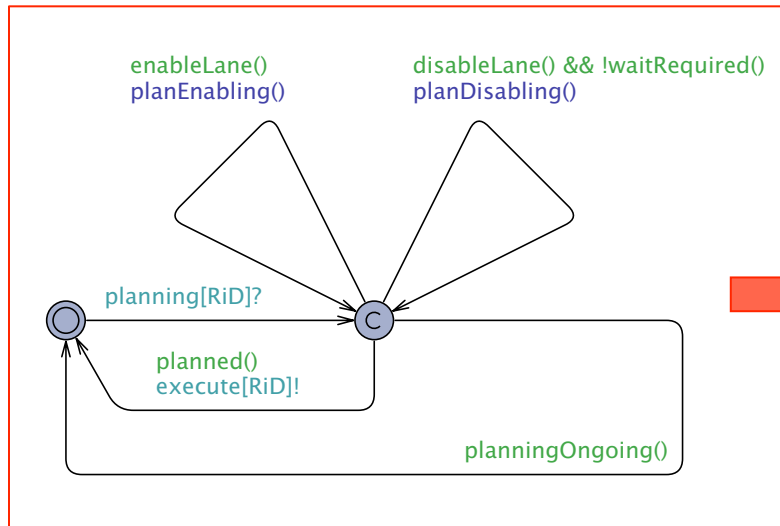 enableLane()
planEnabling()
disableLane() && !waitRequired()
planDisabling()
planning[RiD]?
C
planned()
execute[RiD]!
planningOngoing()